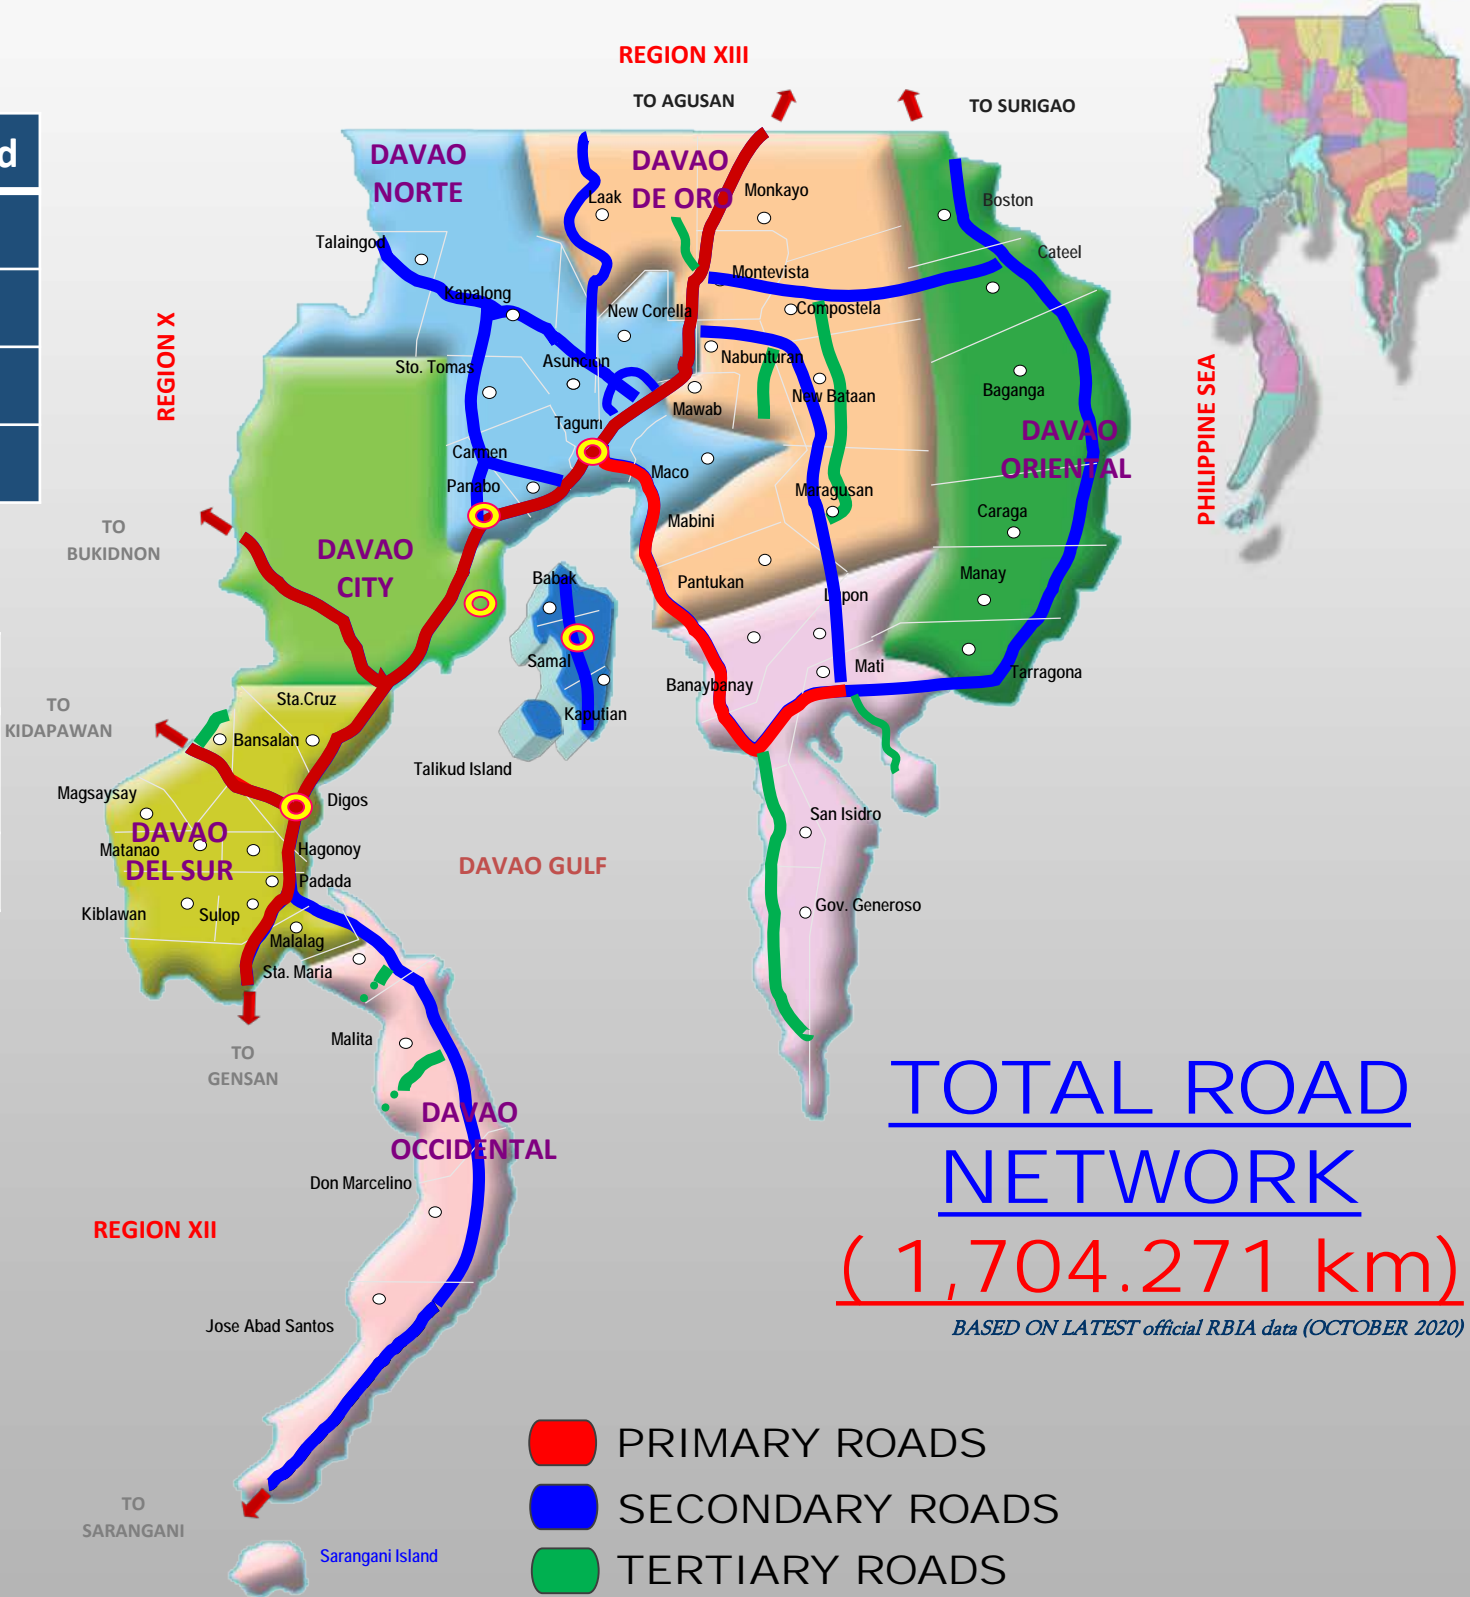 REGION XIII
TO AGUSAN
TO SURIGAO
d
DAVAO
NORTE
DAVAO
DE ORO
Laak
Monkayo
Boston
Talaingod
Cateel
Montevista
Kapalong
New Corella
Compostela
REGION X
Sto. Tomas
Asuncion
Nabunturan
PHILIPPINE SEA
Baganga
New Bataan
Mawab
Tagum
DAVAO
ORIENTAL
Carmen
Maco
Panabo
Maragusan
Caraga
Mabini
TO
BUKIDNON
DAVAO
CITY
Babak
Pantukan
Manay
Lupon
Samal
Mati
Tarragona
Banaybanay
Sta.Cruz
Kaputian
TO
KIDAPAWAN
Bansalan
Talikud Island
Magsaysay
Digos
San Isidro
DAVAO
DEL SUR
Matanao
Hagonoy
DAVAO GULF
Padada
Kiblawan
Sulop
Gov. Generoso
Malalag
Sta. Maria
Malita
TO
GENSAN
DAVAO
OCCIDENTAL
Don Marcelino
REGION XII
Jose Abad Santos
TOTAL ROAD
NETWORK
( 1,704.271 km)
BASED ON LATEST official RBIA data (OCTOBER 2020)
PRIMARY ROADS
SECONDARY ROADS
TERTIARY ROADS
TO
SARANGANI
Sarangani Island